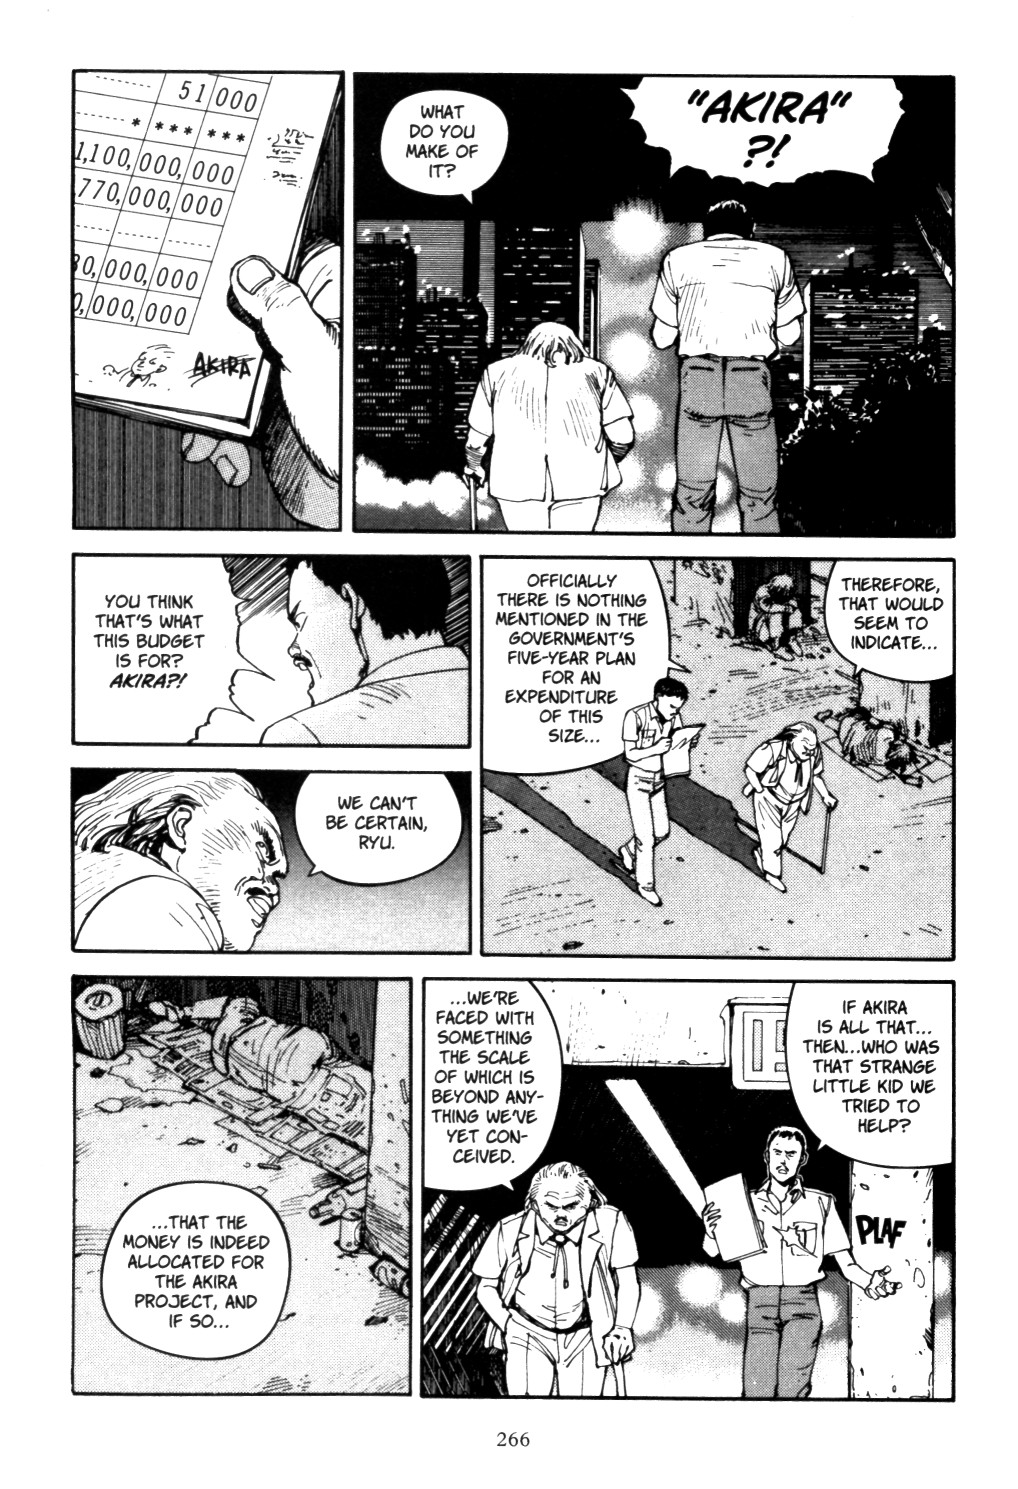 51000
* *** ***
1,100,000,000
,770,000,000
0,000,000
0,000,000
AKIRA
WHAT
DO YOU
MAKE OF
IT?
"AKIRA"
?!
YOU THINK
THAT'S WHAT
THIS BUDGET
IS FOR?
AKIRA?!
WE CAN'T
BE CERTAIN,
RYU.
OFFICIALLY
THERE IS NOTHING
MENTIONED IN THE
GOVERNMENT'S
FIVE-YEAR PLAN
FOR AN
EXPENDITURE
OF THIS
SIZE...
THEREFORE,
THAT WOULD
SEEM TO
INDICATE...
...THAT THE
MONEY IS INDEED
ALLOCATED FOR
THE AKIRA
PROJECT, AND
IF SO...
...WE'RE
FACED WITH
SOMETHING
THE SCALE
OF WHICH IS
BEYOND ANY-
THING WE'VE
YET CON-
CEIVED.
IF AKIRA
IS ALL THAT...
THEN...WHO WAS
THAT STRANGE
LITTLE KID WE
TRIED TO
HELP?
PLAF
266